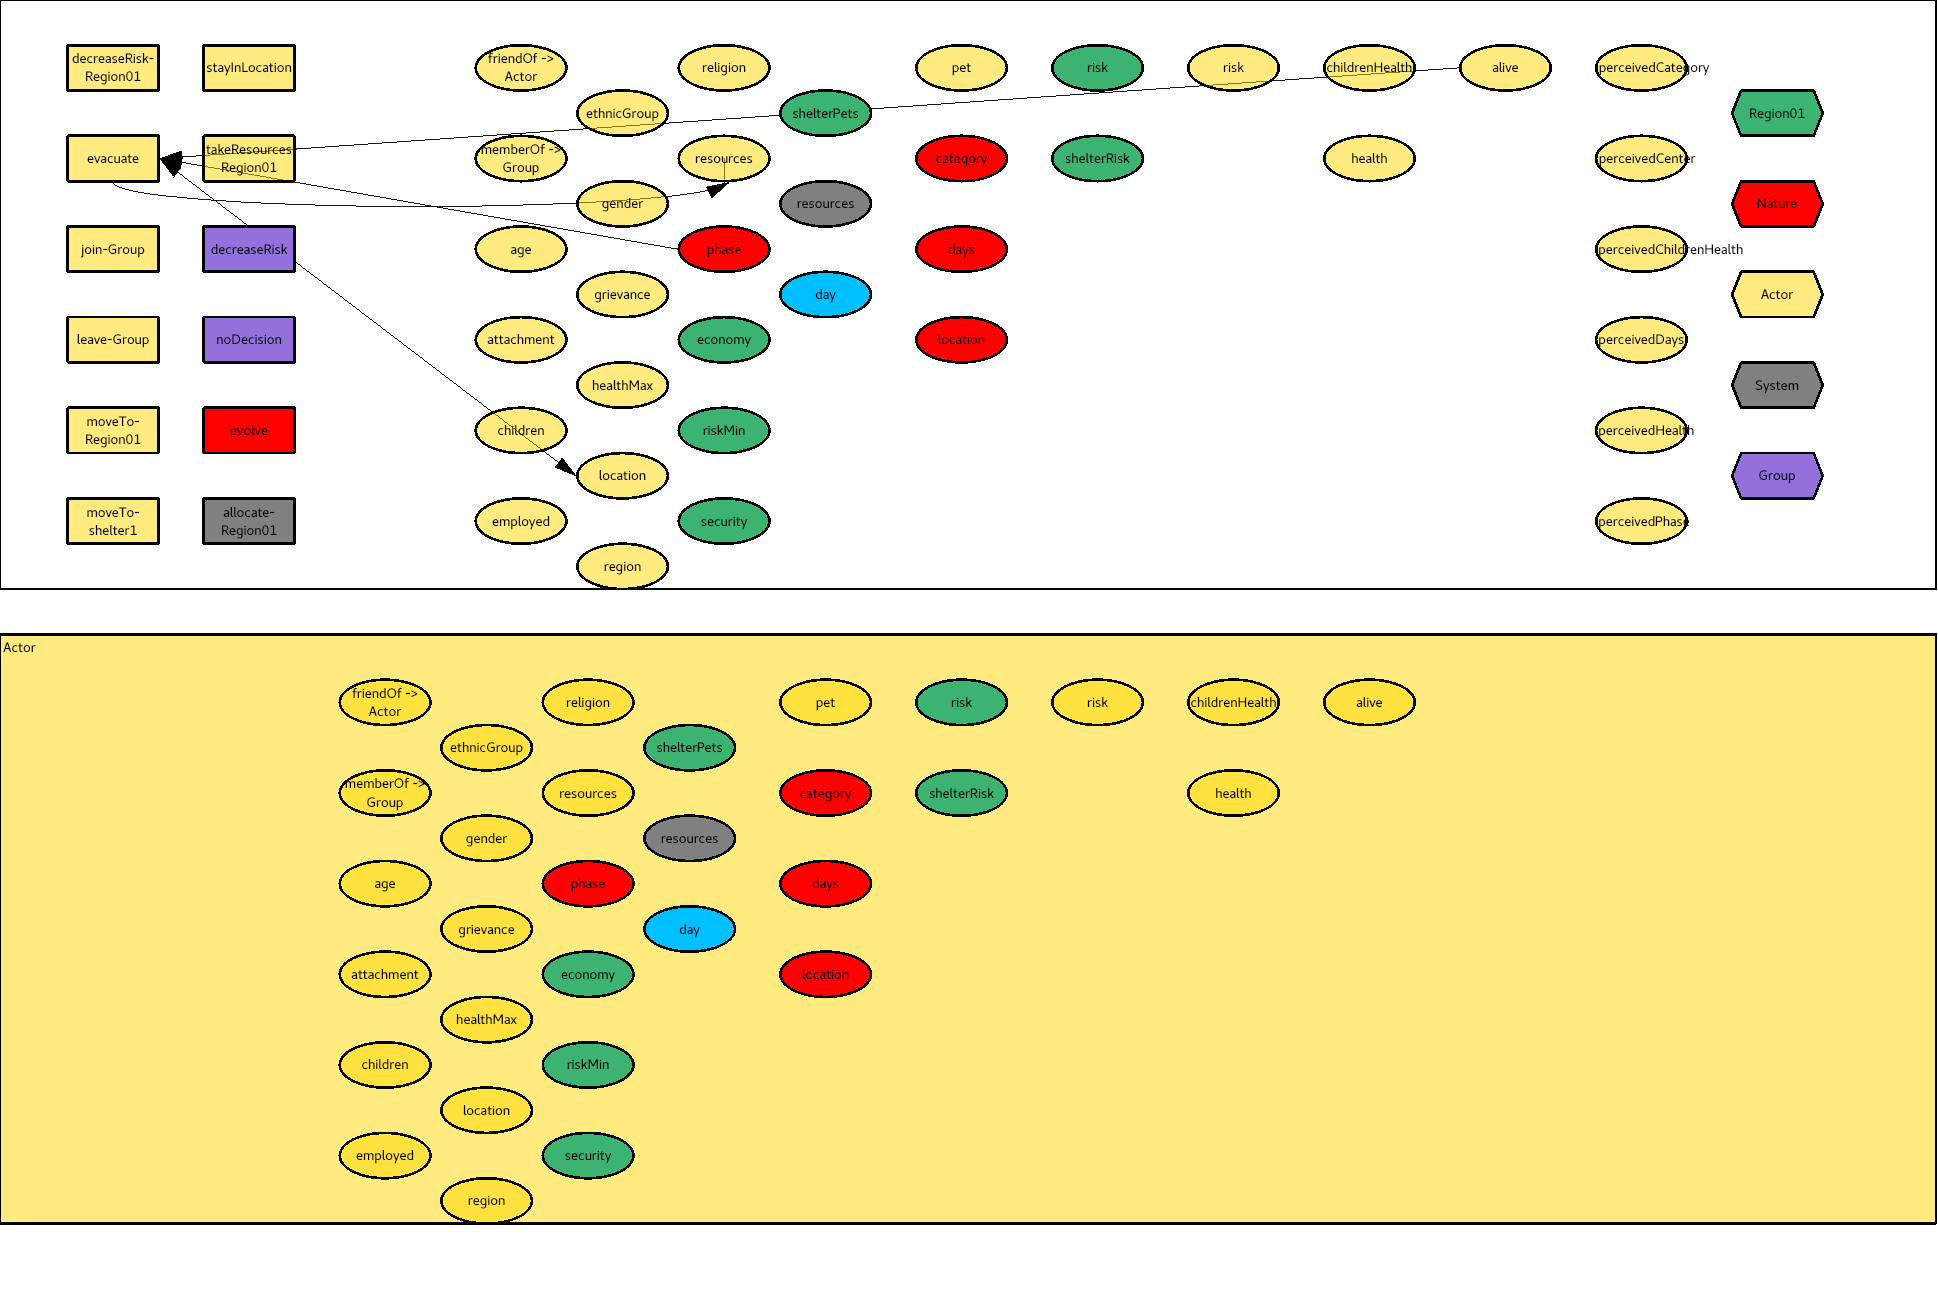 decreaseRisk-
Region01
stayInLocation
friendOf ->
Actor
religion
pet
risk
risk
childrenHealth
alive
perceivedCategory
ethnicGroup
shelterPets
Region01
evacuate
takeResources-
Region01
memberOf ->
Group
resources
category
shelterRisk
health
perceivedCenter
gender
resources
Nature
join-Group
decreaseRisk
age
phase
days
perceivedChildrenHealth
grievance
day
Actor
leave-Group
noDecision
attachment
economy
location
perceivedDays
healthMax
System
moveTo-
Region01
evolve
children
riskMin
perceivedHealth
location
Group
moveTo-
shelter1
allocate-
Region01
employed
security
perceivedPhase
region
Actor
friendOf ->
Actor
religion
pet
risk
risk
childrenHealth
alive
ethnicGroup
shelterPets
memberOf ->
Group
resources
category
shelterRisk
health
gender
resources
age
phase
days
grievance
day
attachment
economy
location
healthMax
children
riskMin
location
employed
security
region